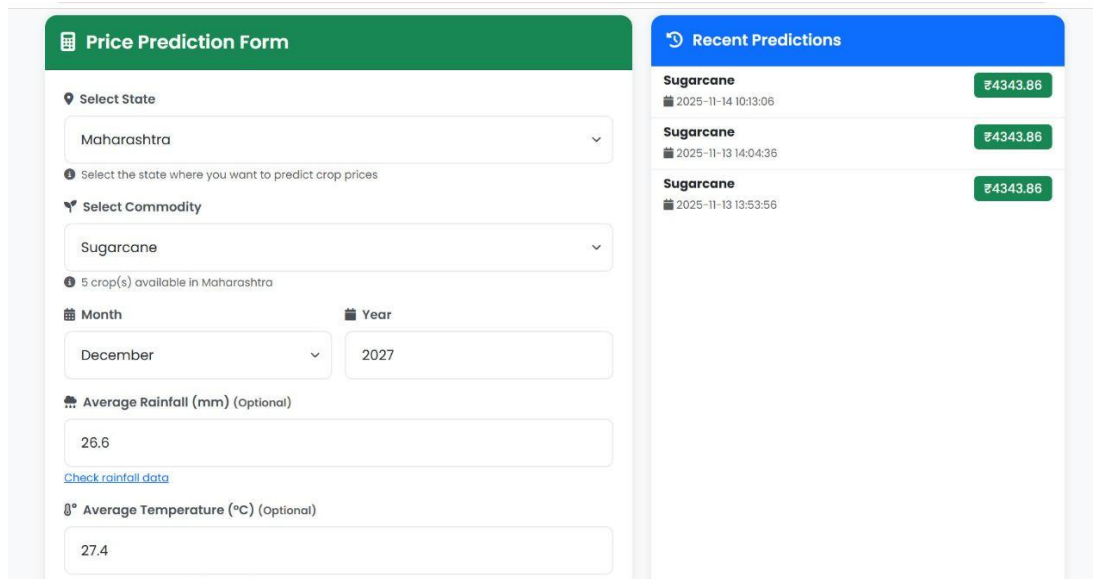 Price Prediction Form
Select State
Maharashtra
Select the state where you want to predict crop prices
Select Commodity
Sugarcane
5 crop(s) available in Maharashtra
Month
Year
December
2027
Average Rainfall (mm) (Optional)
26.6
Check rainfall data
Average Temperature (°C) (Optional)
27.4
Recent Predictions
Sugarcane
₹4343.86
2025-11-14 10:13:06
Sugarcane
₹4343.86
2025-11-13 14:04:36
Sugarcane
₹4343.86
2025-11-13 13:53:56